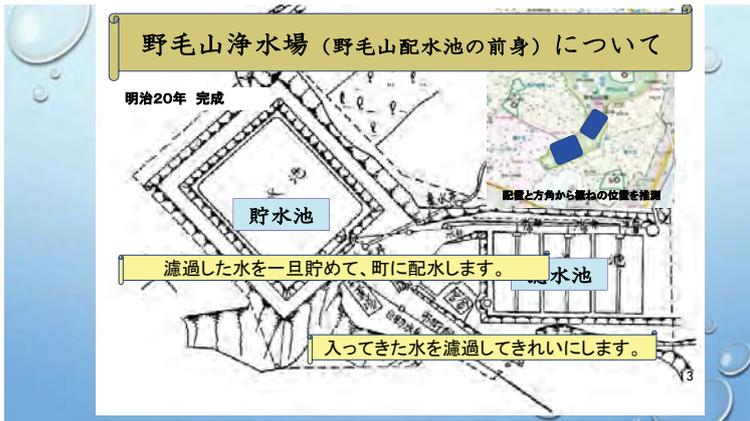 野毛山浄水場（野毛山配水池の前身）について
明治20年 完成
配置と方角から概ねの位置を推測
貯水池
濾過した水を一旦貯めて、町に配水します。
水池
入ってきた水を濾過してきれいにします。
13